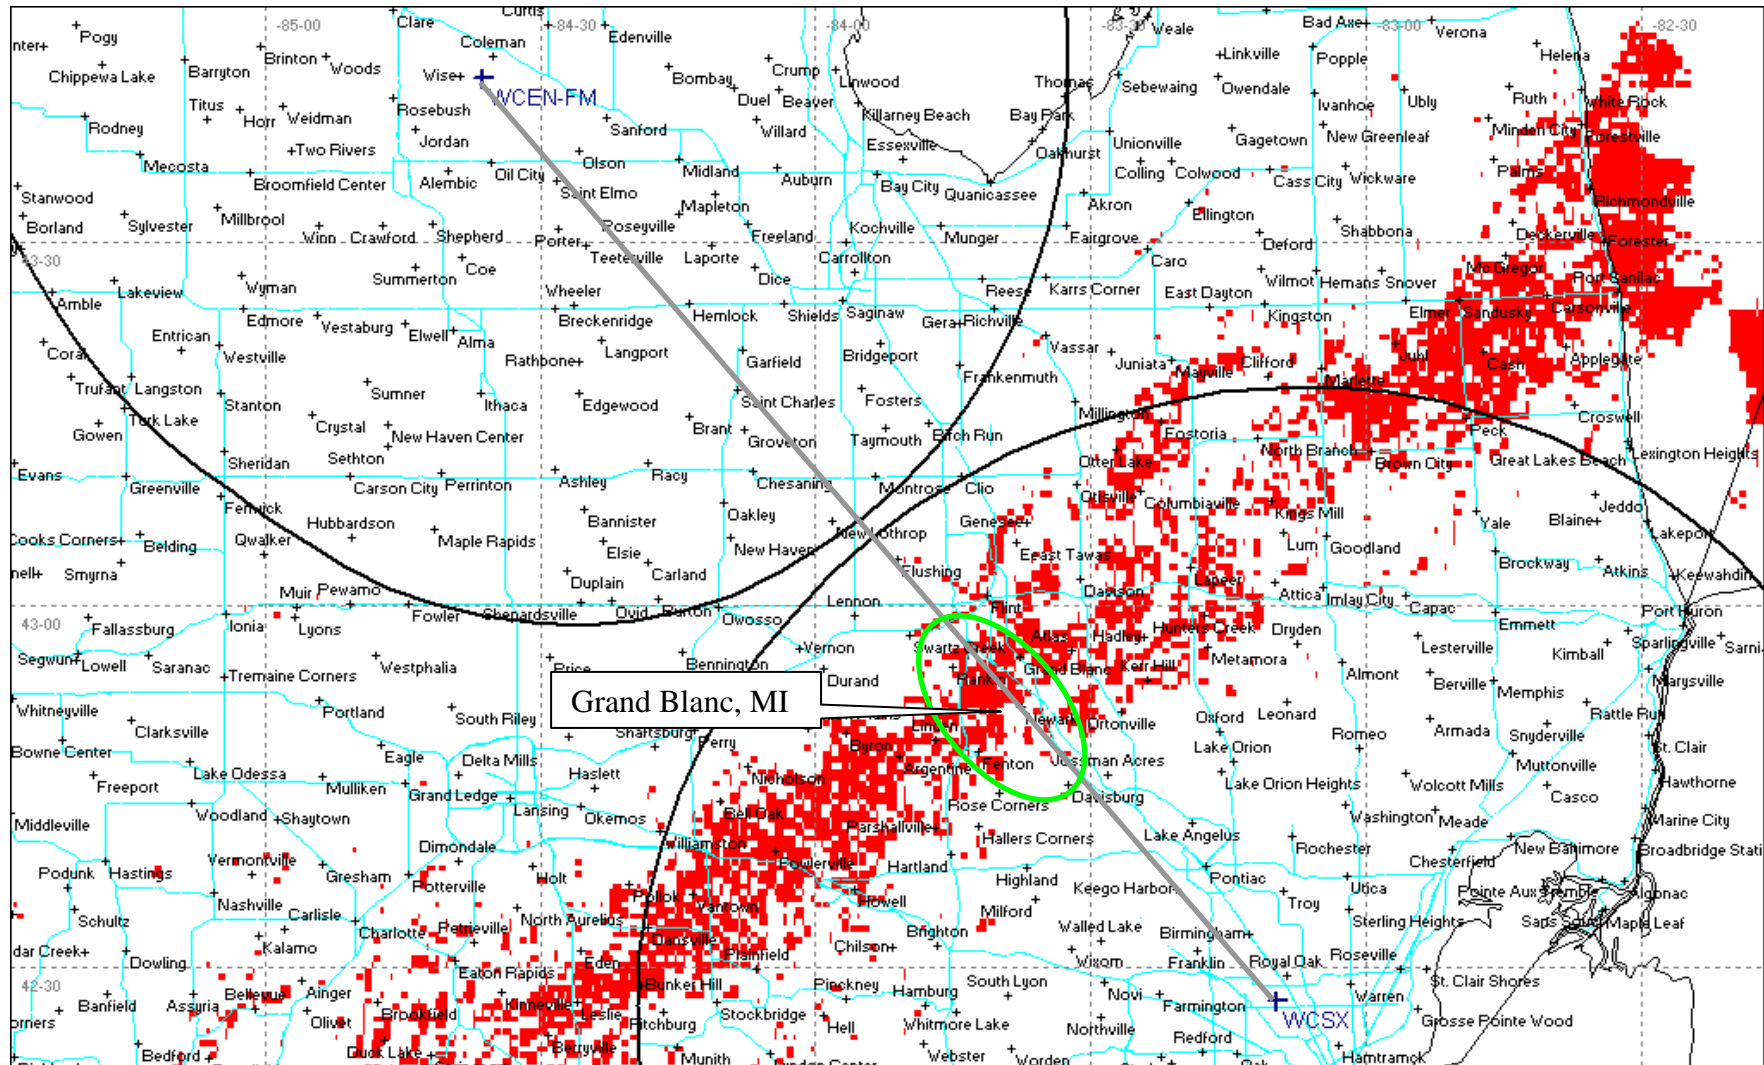 Curtis
-85-00
Clare
-84-30
-84-00
-83-30
Weale
Bad Axe
-83-00
Verona
-82-30
Pogy
Coleman
Edenville
Linkville
Popple
Helena
Chippewa Lake
Barryton
Brinton
Woods
Wise
WCEN-FM
Bombay
Crump
Linwood
Thomas
Sebewaing
Owendale
Ivanhoe
Ubly
Ruth
White Rock
Titus
Horr
Weidman
Rosebush
Duel
Beaver
Killarney Beach
Bay Park
Rodney
Jordan
Sanford
Willard
Essexville
Oakhurst
Unionville
Gagetown
New Greenleaf
Minden City
Forestville
Mecosta
Two Rivers
Olson
Midland
Auburn
Bay City
Quanicassee
Colling
Colwood
Cass City
Wickware
Palms
Stanwood
Broomfield Center
Alembic
Oil City
Saint Elmo
Mapleton
Akron
Ellington
Richmondville
Borland
Sylvester
Millbrool
Winn
Crawford
Shepherd
Porter
Roseyville
Freeland
Kochville
Munger
Fairgrove
Deford
Shabbona
Deckerville
Forester
43-30
Summerton
Coe
Teeterville
Laporte
Dice
Carrollton
Caro
Wilmot
Hemans
Snover
Mc Gregor
Port Sanilac
Amble
Lakeview
Wyman
Wheeler
Reese
Karrs Corner
East Dayton
Kingston
Elmer
Sandusky
Carsonville
Entrican
Edmore
Vestaburg
Elwell
Alma
Breckenridge
Hemlock
Shields
Saginaw
Gera
Richville
Coral
Westville
Rathbone
Langport
Garfield
Bridgeport
Vassar
Juniata
Mayville
Clifford
Marlette
Juhl
Cash
Applegate
Trufant
Langston
Stanton
Sumner
Ithaca
Edgewood
Saint Charles
Fosters
Frankenmuth
Millington
Croswell
Gowen
Turk Lake
Crystal
New Haven Center
Brant
Groveton
Taymouth
Birch Run
Fostoria
North Branch
Peck
Sheridan
Sethton
Otter Lake
Brown City
Great Lakes Beach
Lexington Heights
Evans
Greenville
Carson City
Perrinton
Ashley
Racy
Chesaning
Montrose
Clio
Otisville
Columbiaville
Kings Mill
Yale
Blaine
Jeddo
Fenwick
Hubbardson
Bannister
Oakley
New Lothrop
Genesee
Lum
Goodland
Lakeport
Cooks Corners
Belding
Qwalker
Maple Rapids
Elsie
New Haven
East Tawas
Brockway
Atkins
Keewahdin
Smyrna
Muir
Pewamo
Duplain
Carland
Flushing
Davison
Lapeer
Attica
Imlay City
Capac
43-00
Fallassburg
Ionia
Lyons
Fowler
Shepardsville
Ovid
Burton
Owosso
Lennon
Flint
Emmett
Port Huron
Segwun
Lowell
Saranac
Westphalia
Price
Bennington
Vernon
Swartz Creek
Atlas
Hadley
Hunters Creek
Dryden
Lesterville
Kimball
Sparlingville
Tremaine Corners
Durand
Rankin
Grand Blanc
Kerr Hill
Metamora
Almont
Berville
Memphis
Marysville
Grand Blanc, MI
Whitneyville
Portland
South Riley
Linden
Newark
Ortonville
Oxford
Leonard
Rattle Run
Bowne Center
Clarksville
Shaftsburg
Perry
Byron
Lake Orion
Romeo
Armada
Snyderville
St. Clair
Eagle
Delta Mills
Haslett
Nicholson
Argentine
Fenton
Jossman Acres
Muttonville
Freeport
Lake Odessa
Mulliken
Grand Ledge
Lansing
Okemos
Bell Oak
Rose Corners
Davisburg
Lake Orion Heights
Wolcott Mills
Hawthorne
Casco
Middleville
Woodland
Shaytown
Parshallville
Hallers Corners
Lake Angelus
Washington
Meade
Marine City
Vermontville
Dimondale
Williamston
Fowlerville
Hartland
Rochester
Chesterfield
New Baltimore
Broadbridge Stati
Podunk
Hastings
Gresham
Potterville
Holt
Highland
Keego Harbor
Pontiac
Utica
Algonac
Nashville
Pollok
Vantown
Howell
Milford
Troy
Schultz
Carlisle
North Aurelius
Sterling Heights
Maple Leaf
Kalamo
Charlotte
Petrieville
Dansville
Chilson
Brighton
Walled Lake
Birmingham
Dowling
Eaton Rapids
Eden
Plainfield
Wixom
Franklin
Royal Oak
Roseville
42-30
Banfield
Assyria
Bellevue
Ainger
Kinneville
Bunker Hill
Pinckney
Hamburg
South Lyon
Novi
Farmington
Warren
St. Clair Shores
Olivet
Brookfield
Leslie
Fitchburg
Stockbridge
Hell
Whitmore Lake
Northville
WCSX
Grosse Pointe Wood
Bedford
Duck Lake
Berryville
Munith
Webster
Worden
Redford
Hamtramck